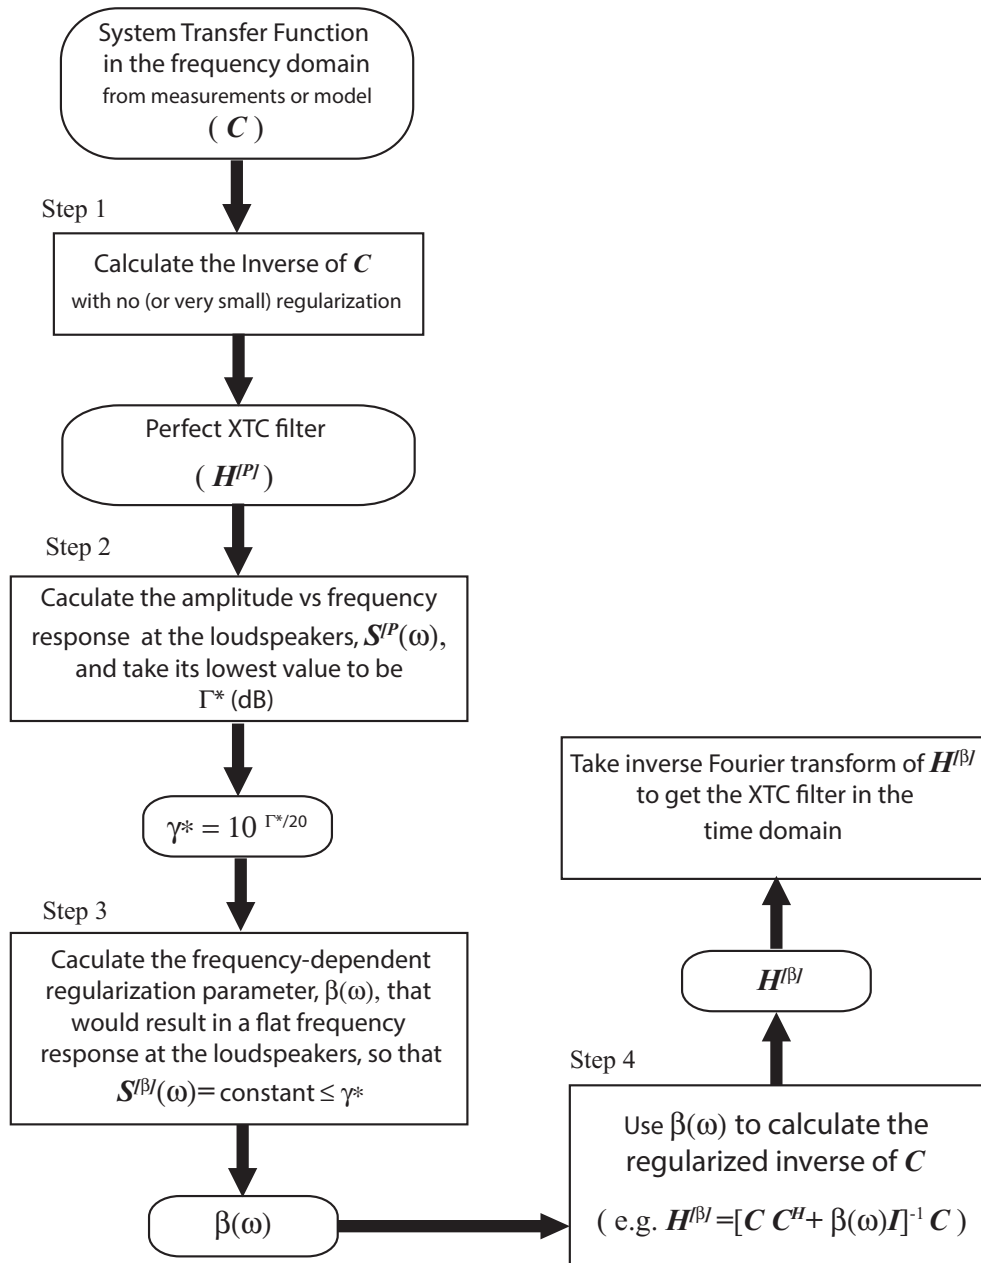 System Transfer Function
in the frequency domain
from measurements or model
( C )
Step 1
Calculate the Inverse of C
with no (or very small) regularization
Perfect XTC filter
( H[P] )
Step 2
Caculate the amplitude vs frequency
response at the loudspeakers, S[P(ω),
and take its lowest value to be
Γ* (dB)
γ* = 10 Γ*/20
Step 3
Caculate the frequency-dependent
regularization parameter, β(ω), that
would result in a flat frequency
response at the loudspeakers, so that
S[β](ω)= constant ≤ γ*
β(ω)
Step 4
Use β(ω) to calculate the
regularized inverse of C
( e.g. H[β] =[C CH+ β(ω)I]-1 C )
H[β]
Take inverse Fourier transform of H[β]
to get the XTC filter in the
time domain